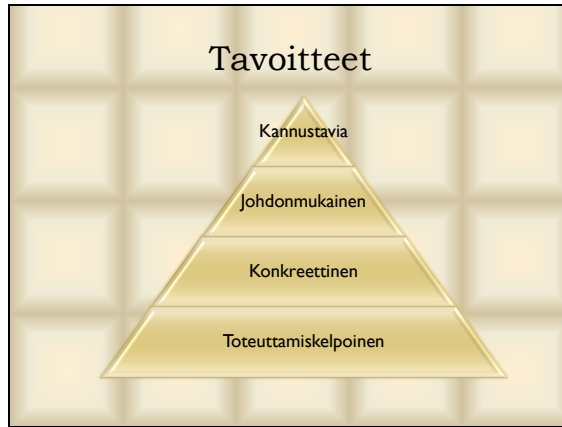 Tavoitteet
Kannustavia
Johdonmukainen
Konkreettinen
Toteuttamiskelpoinen